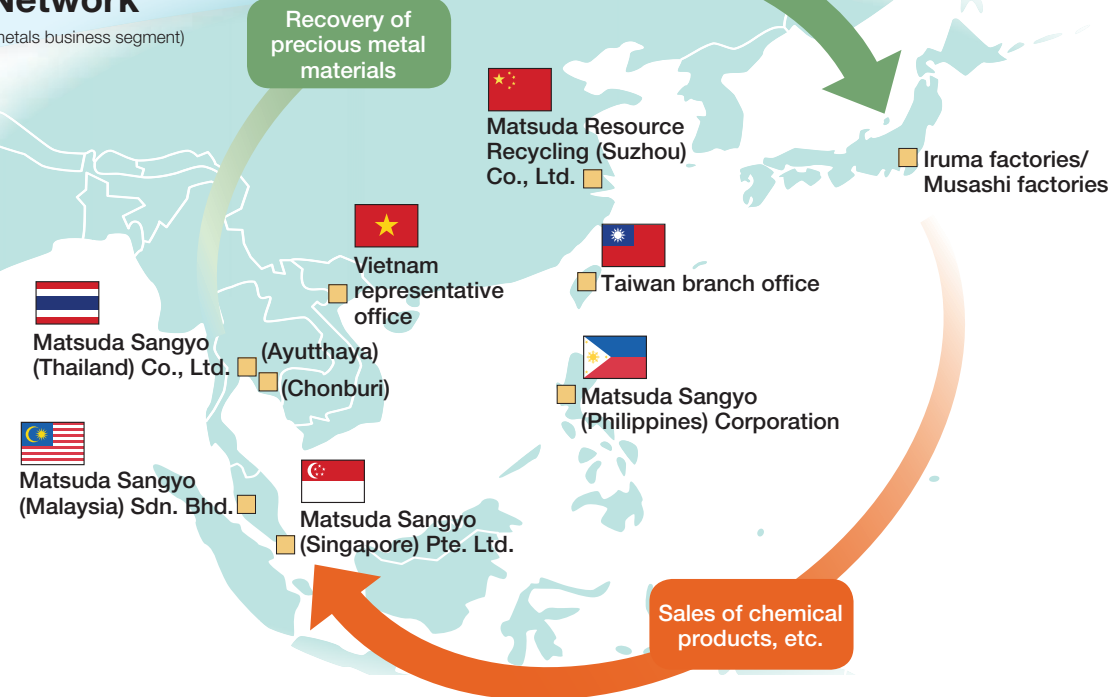 Network
metals business segment)
Recovery of
precious metal
materials
Matsuda Resource
Recycling (Suzhou)
Co., Ltd.
Iruma factories/
Musashi factories
Vietnam
representative
office
Taiwan branch office
Matsuda Sangyo
(Thailand) Co., Ltd.
(Ayutthaya)
(Chonburi)
Matsuda Sangyo
(Philippines) Corporation
Matsuda Sangyo
(Malaysia) Sdn. Bhd.
Matsuda Sangyo
(Singapore) Pte. Ltd.
Sales of chemical
products, etc.